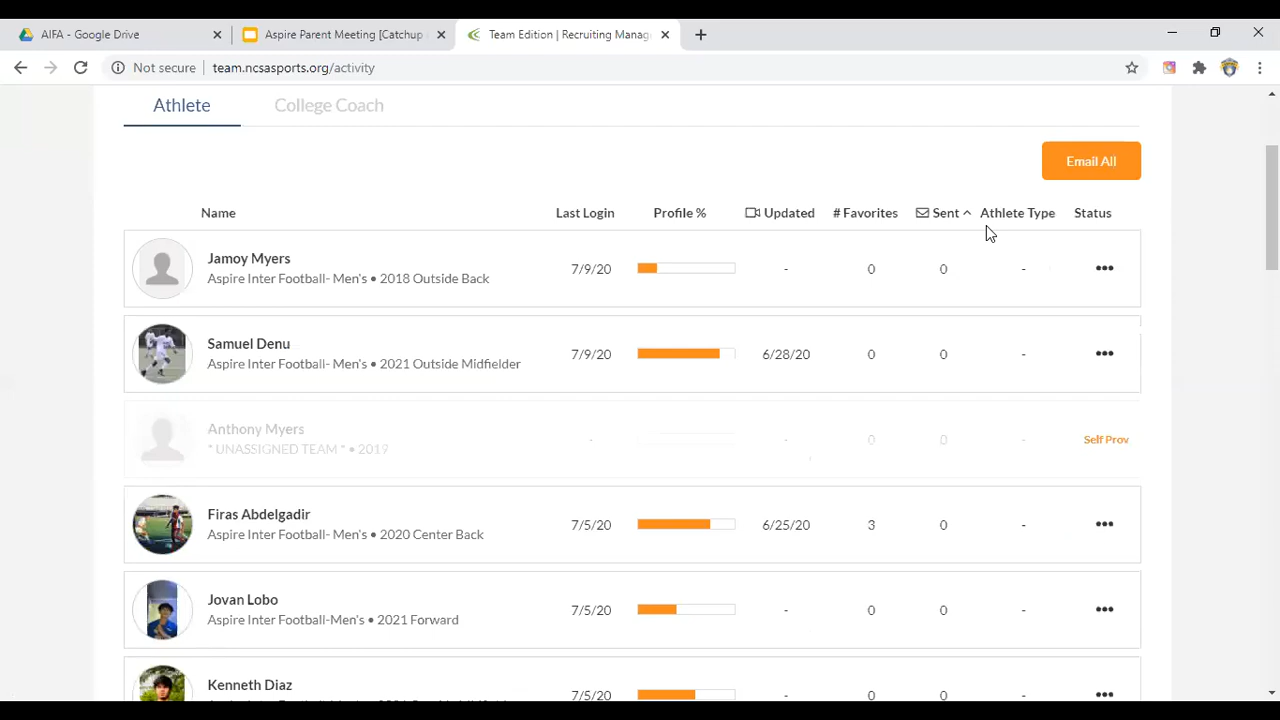 AIFA - Google Drive
Aspire Parent Meeting [Catchup
Team Edition | Recruiting Manag
Not secure | team.ncsasports.org/activity
Athlete College Coach
Email All
Name Last Login Profile % Updated # Favorites Sent Athlete Type Status
Jamoy Myers
Aspire Inter Football- Men's • 2018 Outside Back
7/9/20 - 0 0 - •••
Samuel Denu
Aspire Inter Football- Men's • 2021 Outside Midfielder
7/9/20 6/28/20 0 0 - •••
Anthony Myers
* UNASSIGNED TEAM * • 2019
- - 0 0 - Self Prov
Firas Abdelgadir
Aspire Inter Football- Men's • 2020 Center Back
7/5/20 6/25/20 3 0 - •••
Jovan Lobo
Aspire Inter Football-Men's • 2021 Forward
7/5/20 - 0 0 - •••
Kenneth Diaz
7/5/20 - 0 0 - •••